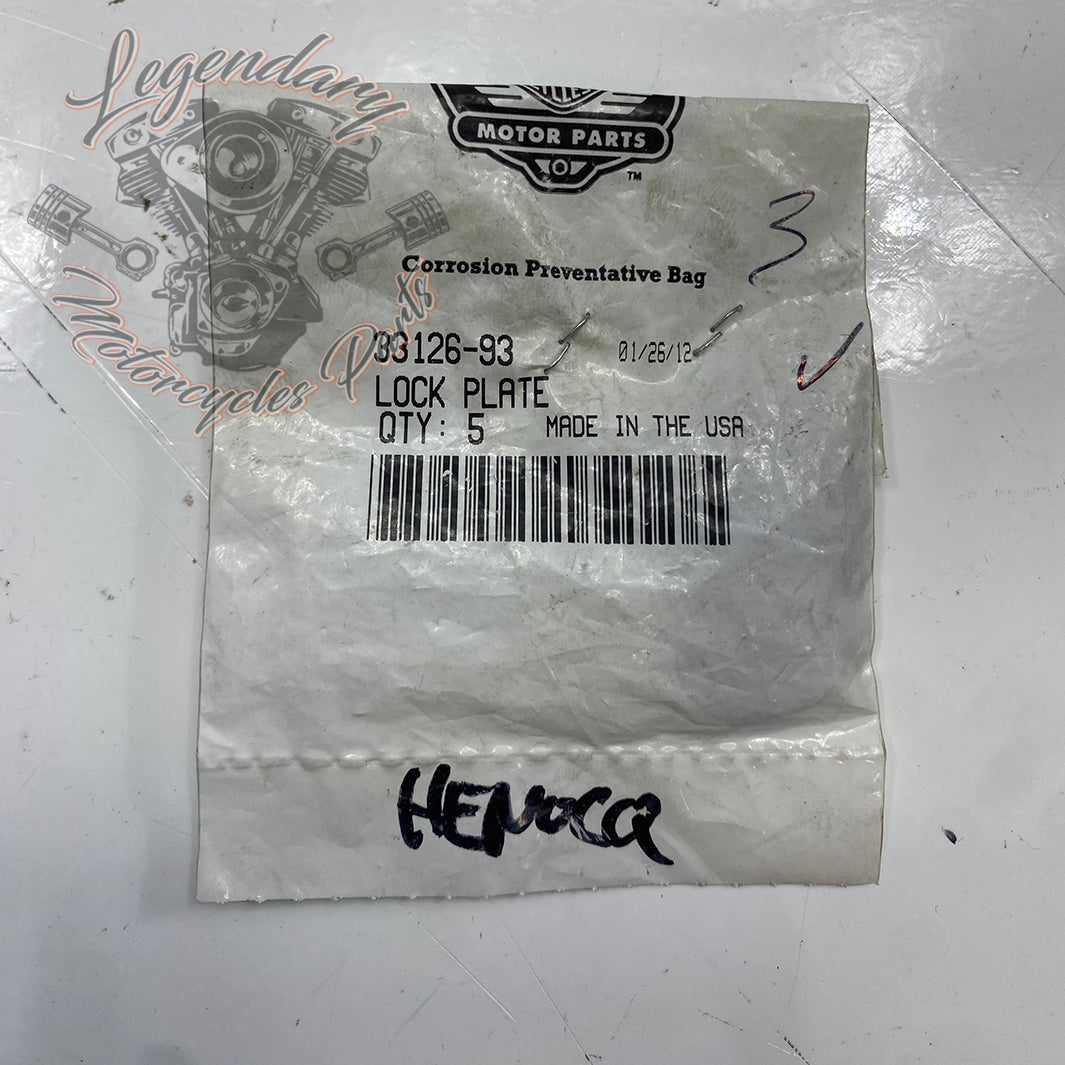 Legendary
Motorcycles Parts
MOTOR PARTS
TM
3
Corrosion Preventative Bag
33126-93 01/26/12
LOCK PLATE
QTY: 5 MADE IN THE USA